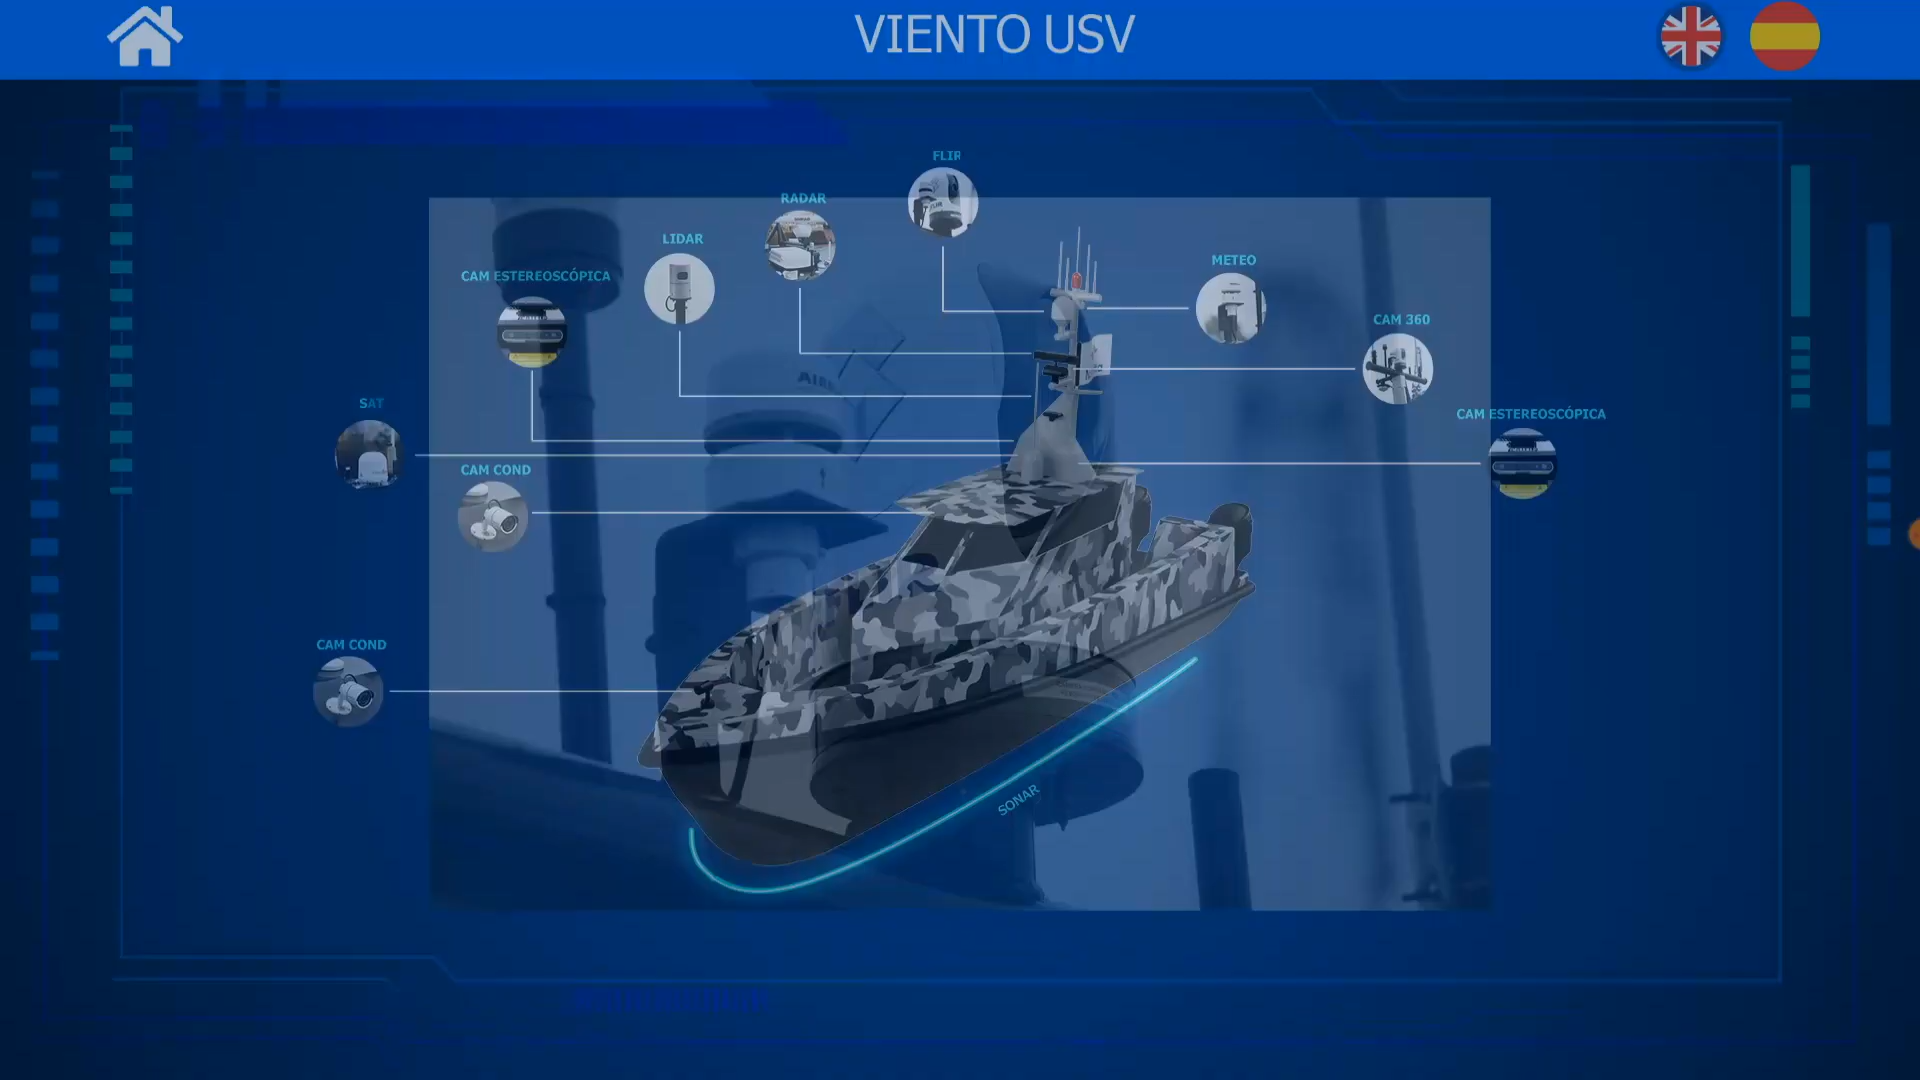 VIENTO USV
FLIR
RADAR
LIDAR
METEO
CAM ESTEREOSCÓPICA
CAM 360
SAT
CAM ESTEREOSCÓPICA
CAM COND
CAM COND
SONAR